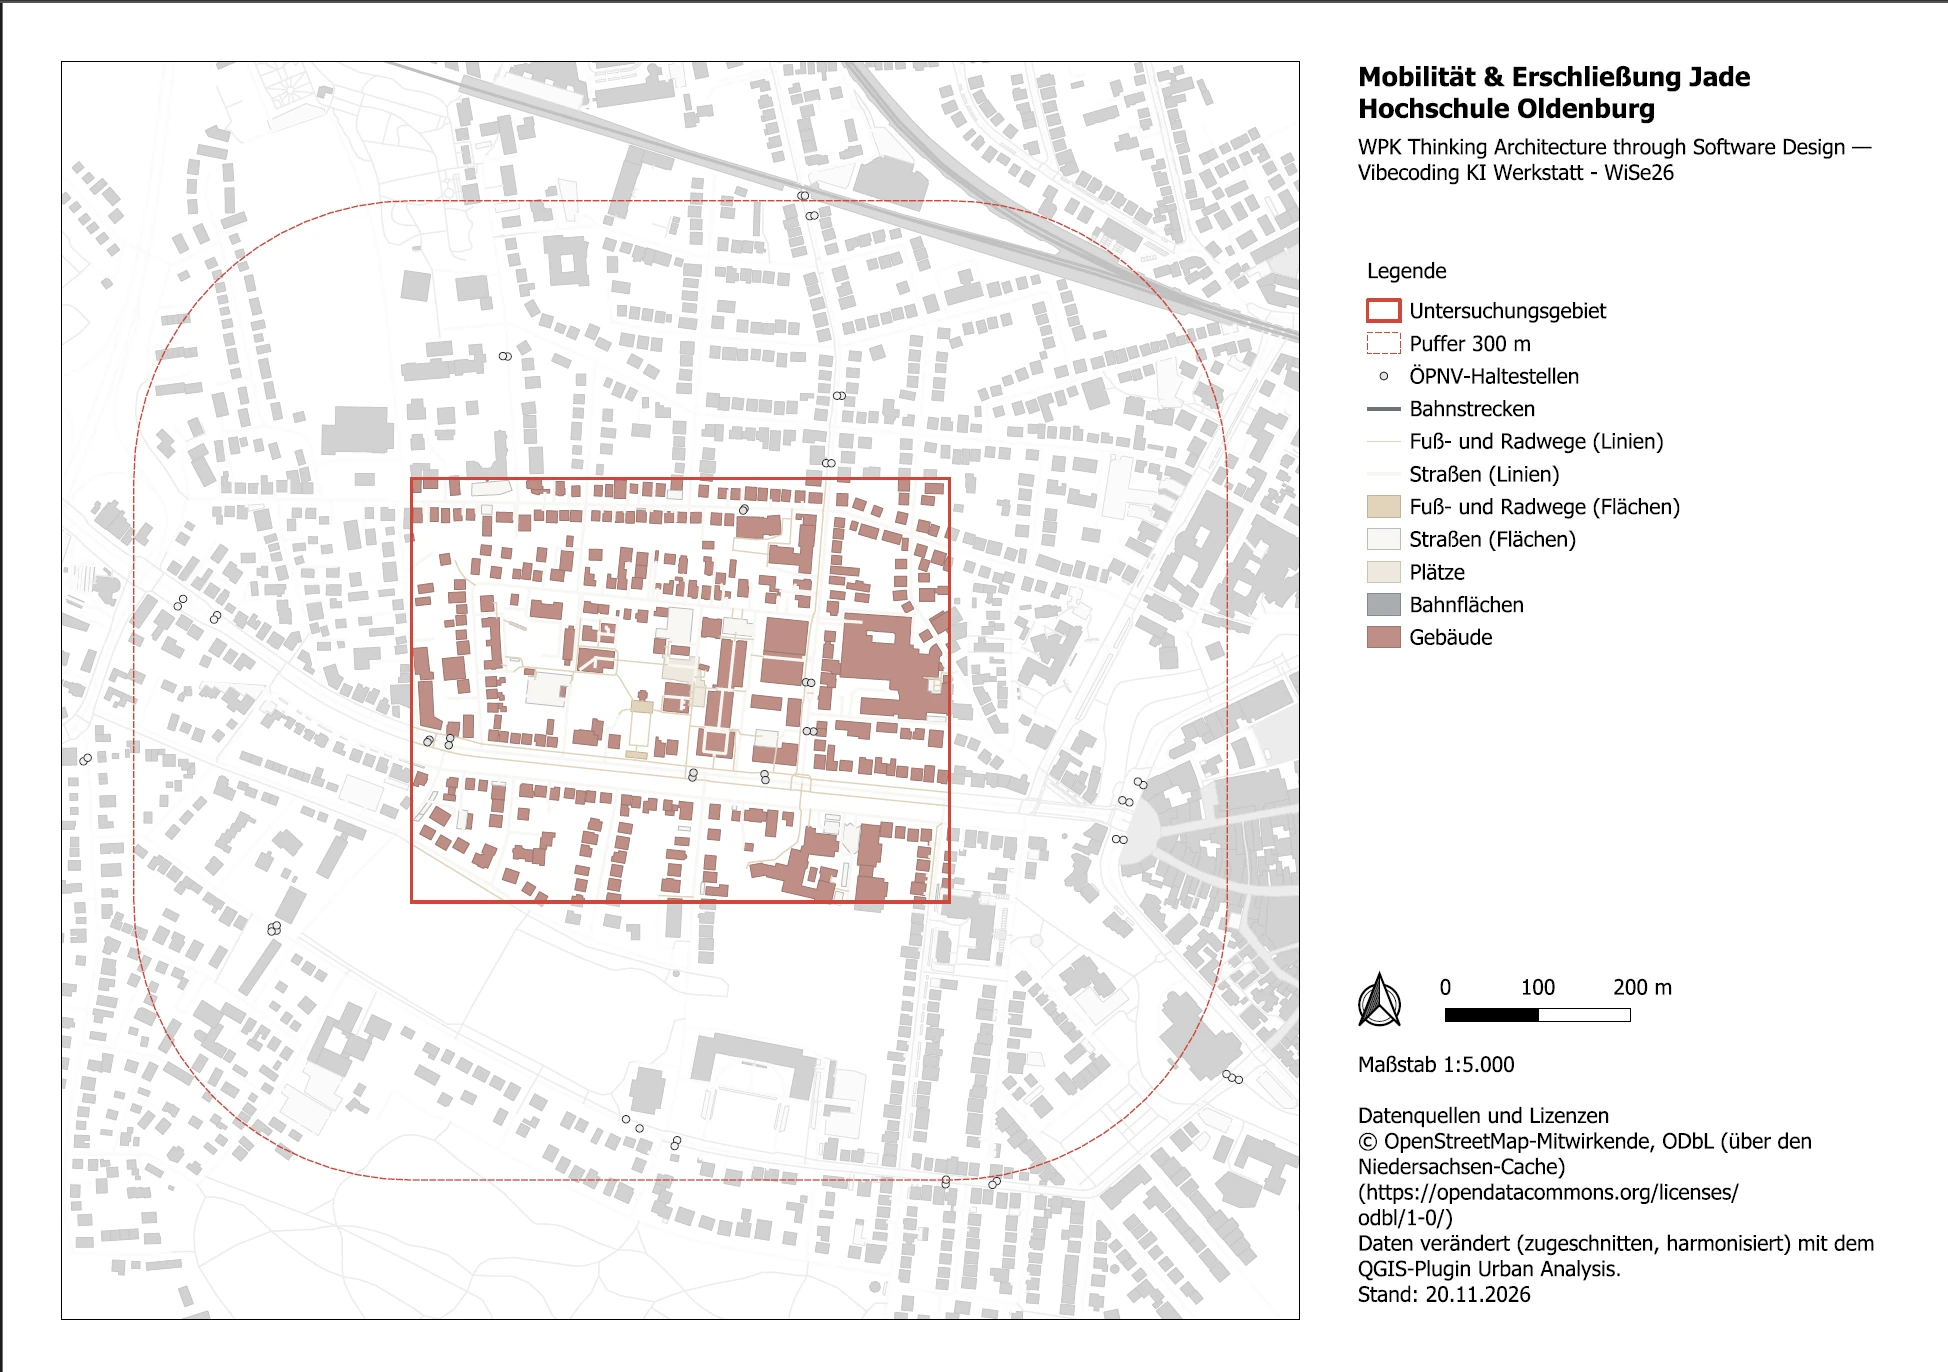 Mobilität & Erschließung Jade
Hochschule Oldenburg
WPK Thinking Architecture through Software Design —
Vibecoding KI Werkstatt - WiSe26
Legende
Untersuchungsgebiet
Puffer 300 m
ÖPNV-Haltestellen
Bahnstrecken
Fuß- und Radwege (Linien)
Straßen (Linien)
Fuß- und Radwege (Flächen)
Straßen (Flächen)
Plätze
Bahnflächen
Gebäude
0 100 200 m
Maßstab 1:5.000
Datenquellen und Lizenzen
© OpenStreetMap-Mitwirkende, ODbL (über den
Niedersachsen-Cache)
(https://opendatacommons.org/licenses/
odbl/1-0/)
Daten verändert (zugeschnitten, harmonisiert) mit dem
QGIS-Plugin Urban Analysis.
Stand: 20.11.2026